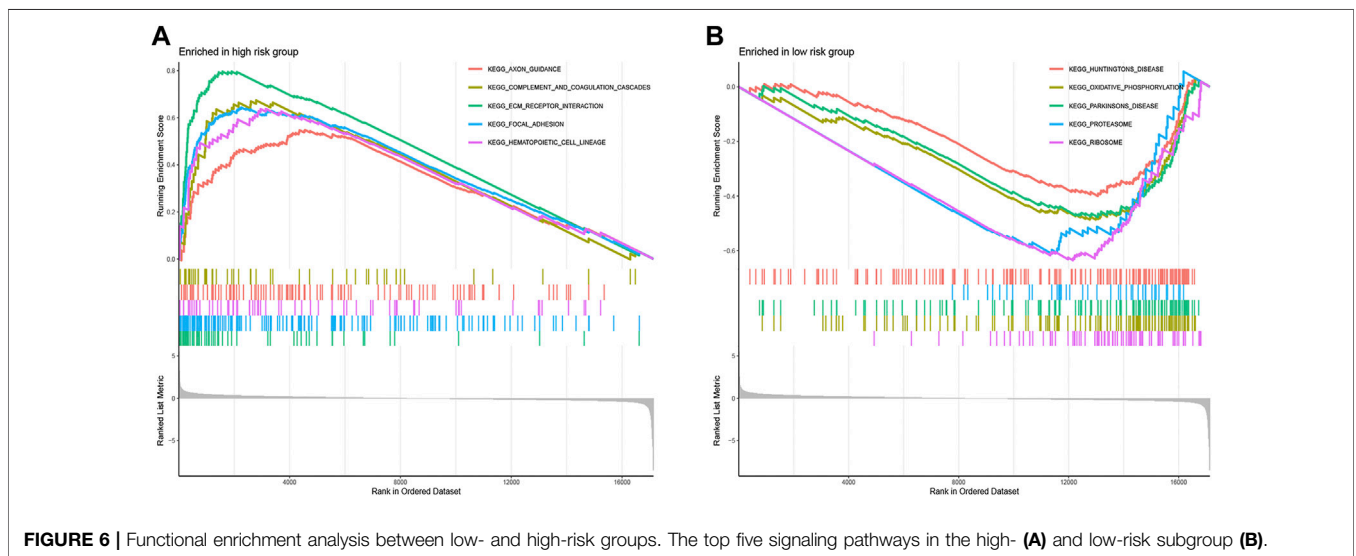 A
Enriched in high risk group
KEGG_AXON_GUIDANCE
KEGG_COMPLEMENT_AND_COAGULATION_CASCADES
KEGG_ECM_RECEPTOR_INTERACTION
KEGG_FOCAL_ADHESION
KEGG_HEMATOPOIETIC_CELL_LINEAGE
Running Enrichment Score
0.8
0.6
0.4
0.2
0.0
Ranked List Metric
5
0
−5
4000 8000 12000 16000
Rank in Ordered Dataset
B
Enriched in low risk group
KEGG_HUNTINGTONS_DISEASE
KEGG_OXIDATIVE_PHOSPHORYLATION
KEGG_PARKINSONS_DISEASE
KEGG_PROTEASOME
KEGG_RIBOSOME
Running Enrichment Score
0.0
−0.2
−0.4
−0.6
Ranked List Metric
5
0
−5
4000 8000 12000 16000
Rank in Ordered Dataset
FIGURE 6 | Functional enrichment analysis between low- and high-risk groups. The top five signaling pathways in the high- (A) and low-risk subgroup (B).